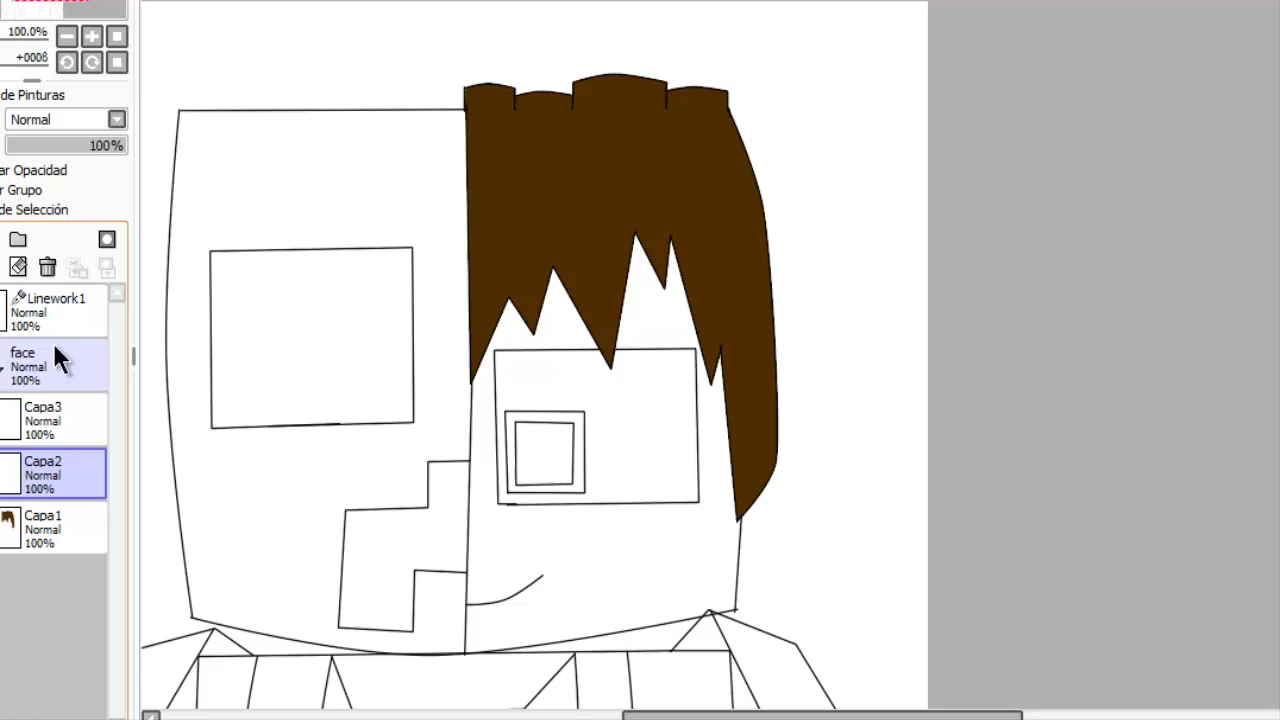 100.0%
+000ß
de Pinturas
Normal
100%
ar Opacidad
r Grupo
de Selección
Linework1
Normal
100%
face
Normal
100%
Capa3
Normal
100%
Capa2
Normal
100%
Capa1
Normal
100%